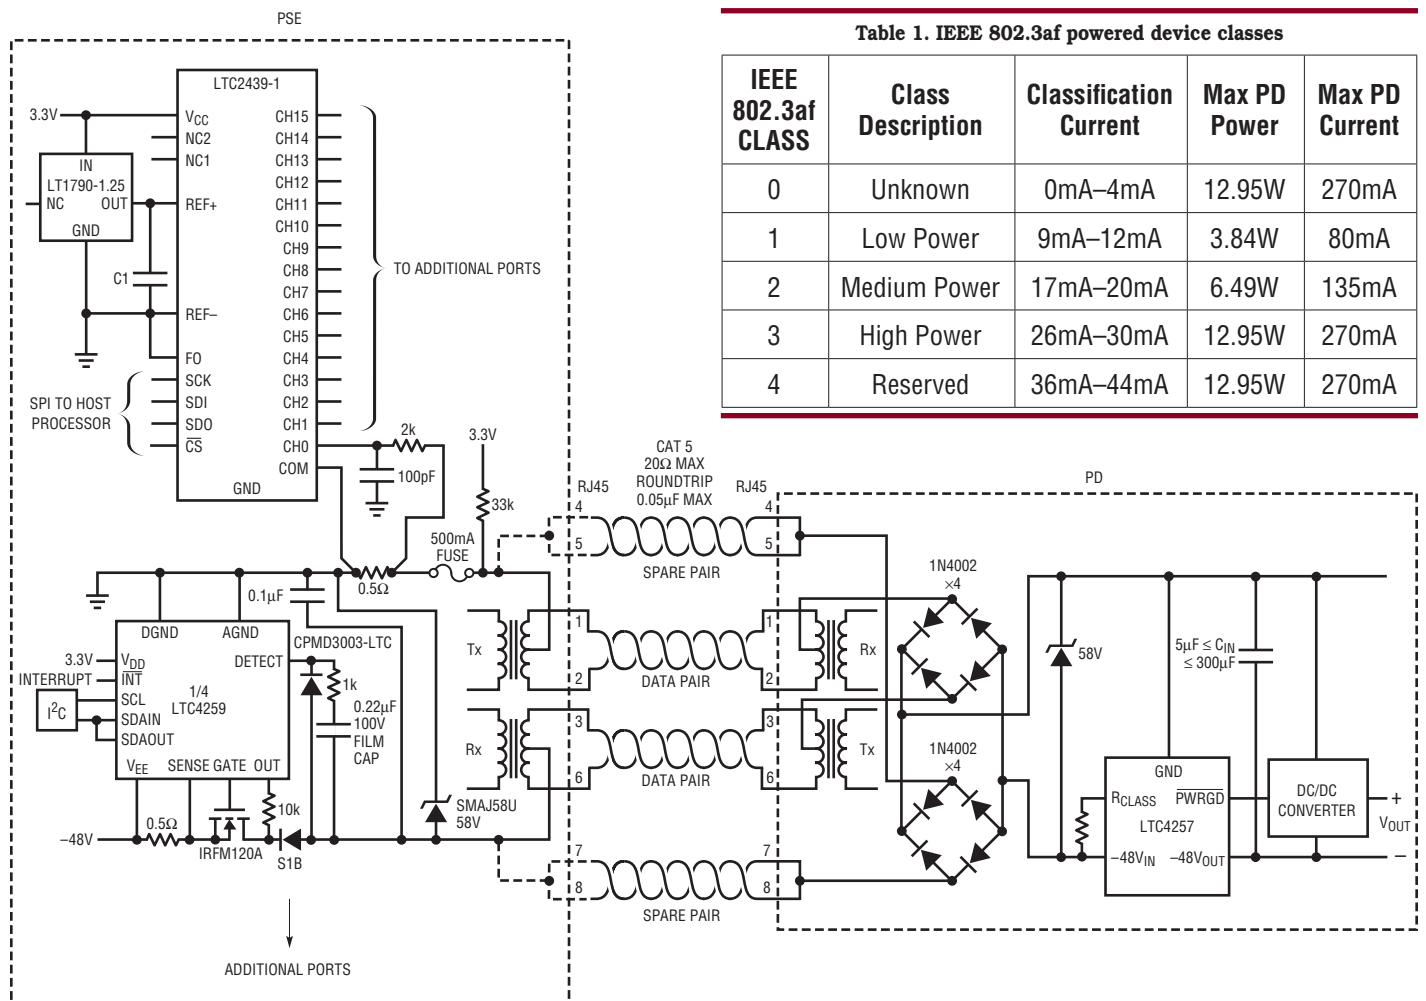 PSE
LTC2439-1
3.3V
VCC
NC2
NC1
IN
LT1790-1.25
NC
OUT
GND
REF+
C1
REF–
FO
SCK
SDI
SDO
CS
SPI TO HOST
PROCESSOR
CH15
CH14
CH13
CH12
CH11
CH10
CH9
CH8
CH7
CH6
CH5
CH4
CH3
CH2
CH1
CH0
COM
GND
TO ADDITIONAL PORTS
2k
100pF
3.3V
33k
500mA
FUSE
0.5Ω
0.1µF
DGND
AGND
CPMD3003-LTC
3.3V
VDD
DETECT
INTERRUPT
INT
I2C
SCL
SDAIN
SDAOUT
1/4
LTC4259
VEE
SENSE
GATE
OUT
1k
0.22µF
100V
FILM
CAP
10k
–48V
0.5Ω
IRFM120A
S1B
SMAJ58U
58V
ADDITIONAL PORTS
Tx
Rx
RJ45
4
5
1
2
3
6
7
8
CAT 5
20Ω MAX
ROUNDTRIP
0.05µF MAX
SPARE PAIR
DATA PAIR
DATA PAIR
SPARE PAIR
RJ45
4
5
1
2
3
6
7
8
Rx
Tx
PD
1N4002
×4
1N4002
×4
58V
5µF ≤ CIN
≤ 300µF
GND
RCLASS
PWRGD
LTC4257
–48VIN
–48VOUT
DC/DC
CONVERTER
+
VOUT
–
Table 1. IEEE 802.3af powered device classes
IEEE 802.3af CLASS Class Description Classification Current Max PD Power Max PD Current
0 Unknown 0mA–4mA 12.95W 270mA
1 Low Power 9mA–12mA 3.84W 80mA
2 Medium Power 17mA–20mA 6.49W 135mA
3 High Power 26mA–30mA 12.95W 270mA
4 Reserved 36mA–44mA 12.95W 270mA